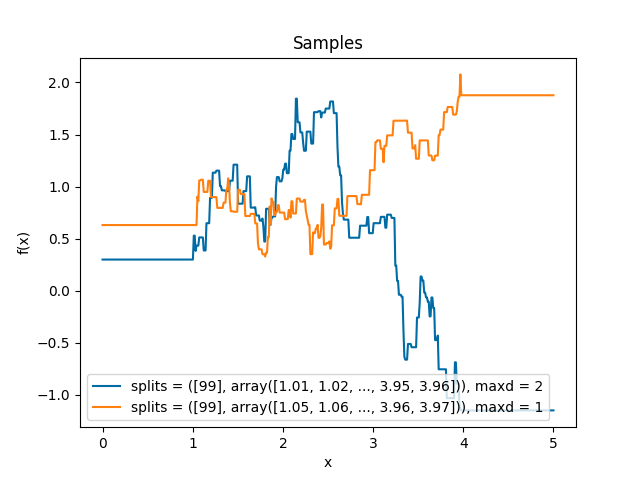 Samples
f(x)
2.0
1.5
1.0
0.5
0.0
−0.5
−1.0
splits = ([99], array([1.01, 1.02, ..., 3.95, 3.96])), maxd = 2
splits = ([99], array([1.05, 1.06, ..., 3.96, 3.97])), maxd = 1
0 1 2 3 4 5
x